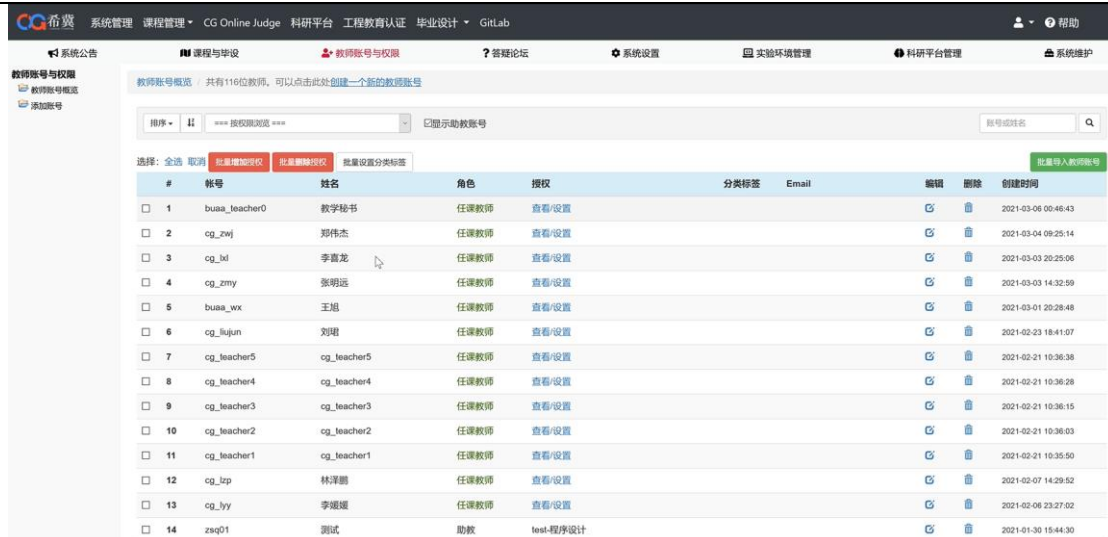 CG希冀 系统管理 课程管理 CG Online Judge 科研平台 工程教育认证 毕业设计 GitLab 帮助
系统公告 课程与毕设 教师账号与权限 答疑论坛 系统设置 实验环境管理 科研平台管理 系统维护
教师账号与权限
教师账号概览
添加账号
教师账号概览 / 共有116位教师，可以点击此处创建一个新的教师账号
排序 === 按权限浏览 === 显示助教账号 账号或姓名
选择： 全选 取消 批量增加授权 批量删除授权 批量设置分类标签 批量导入教师账号
# 帐号 姓名 角色 授权 分类标签 Email 编辑 删除 创建时间
1 buaa_teacher0 教学秘书 任课教师 查看/设置 2021-03-06 00:46:43
2 cg_zwj 郑伟杰 任课教师 查看/设置 2021-03-04 09:25:14
3 cg_lxl 李喜龙 任课教师 查看/设置 2021-03-03 20:25:06
4 cg_zmy 张明远 任课教师 查看/设置 2021-03-03 14:32:59
5 buaa_wx 王旭 任课教师 查看/设置 2021-03-01 20:28:48
6 cg_liujun 刘珺 任课教师 查看/设置 2021-02-23 18:41:07
7 cg_teacher5 cg_teacher5 任课教师 查看/设置 2021-02-21 10:36:38
8 cg_teacher4 cg_teacher4 任课教师 查看/设置 2021-02-21 10:36:28
9 cg_teacher3 cg_teacher3 任课教师 查看/设置 2021-02-21 10:36:15
10 cg_teacher2 cg_teacher2 任课教师 查看/设置 2021-02-21 10:36:03
11 cg_teacher1 cg_teacher1 任课教师 查看/设置 2021-02-21 10:35:50
12 cg_lzp 林泽鹏 任课教师 查看/设置 2021-02-07 14:29:52
13 cg_lyy 李媛媛 任课教师 查看/设置 2021-02-06 23:27:02
14 zsq01 测试 助教 test-程序设计 2021-01-30 15:44:30